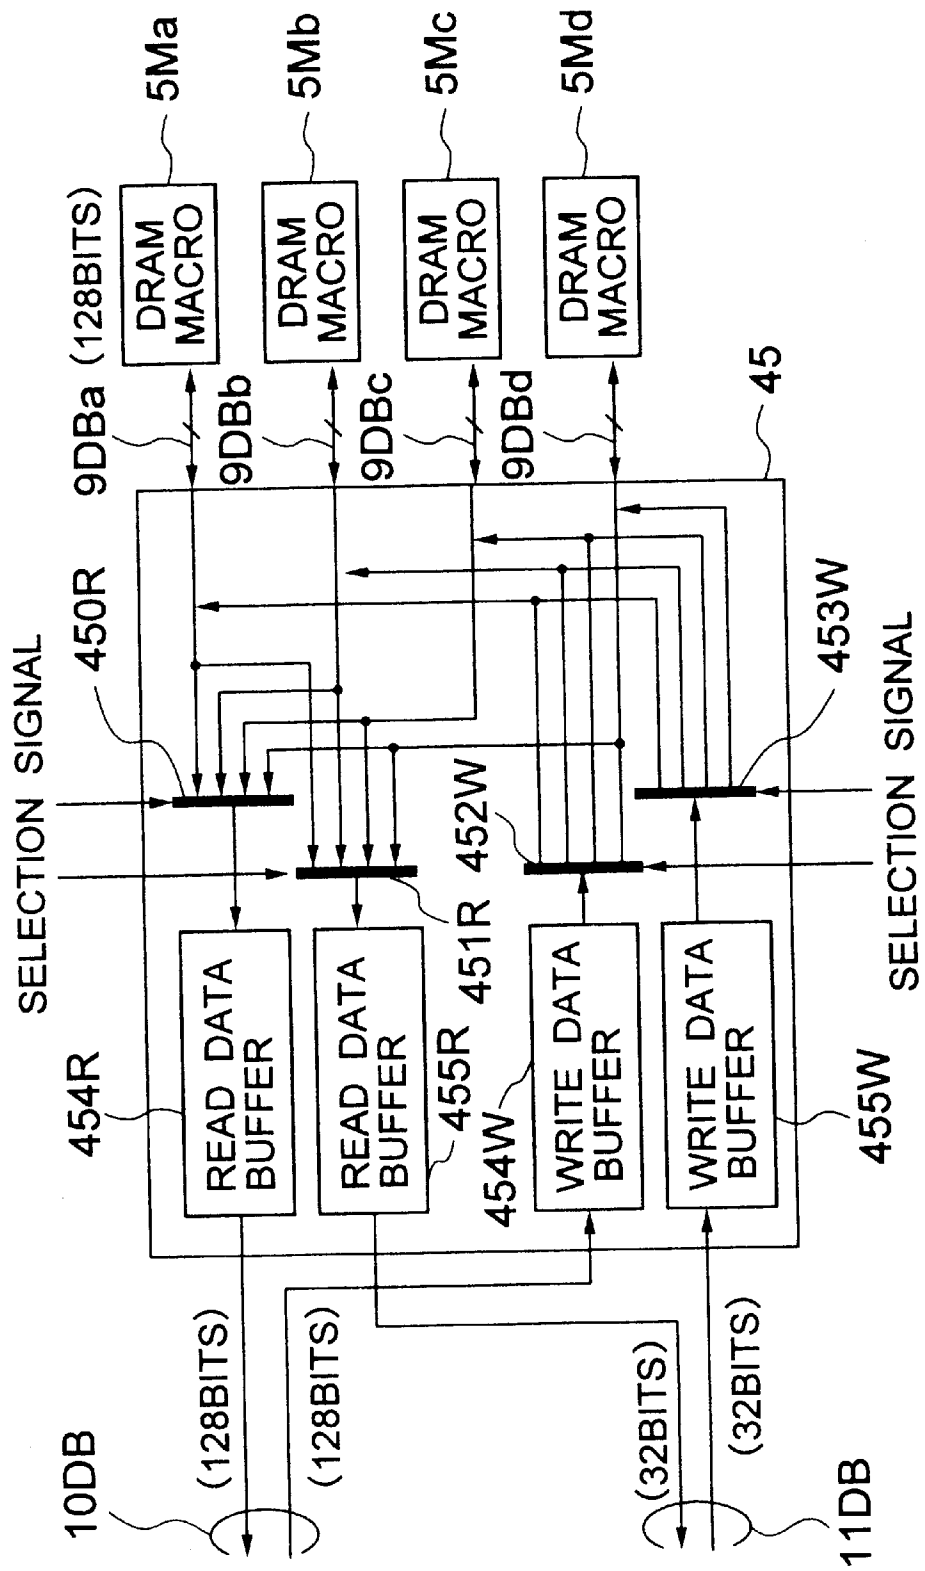 10DB
(128BITS)
(128BITS)
(32BITS)
(32BITS)
11DB
454R
READ DATA
BUFFER
READ DATA
BUFFER
455R
454W
WRITE DATA
BUFFER
WRITE DATA
BUFFER
455W
SELECTION SIGNAL
450R
451R
452W
453W
SELECTION SIGNAL
45
9DBa (128BITS)
9DBb
9DBc
9DBd
DRAM
MACRO
5Ma
DRAM
MACRO
5Mb
DRAM
MACRO
5Mc
DRAM
MACRO
5Md